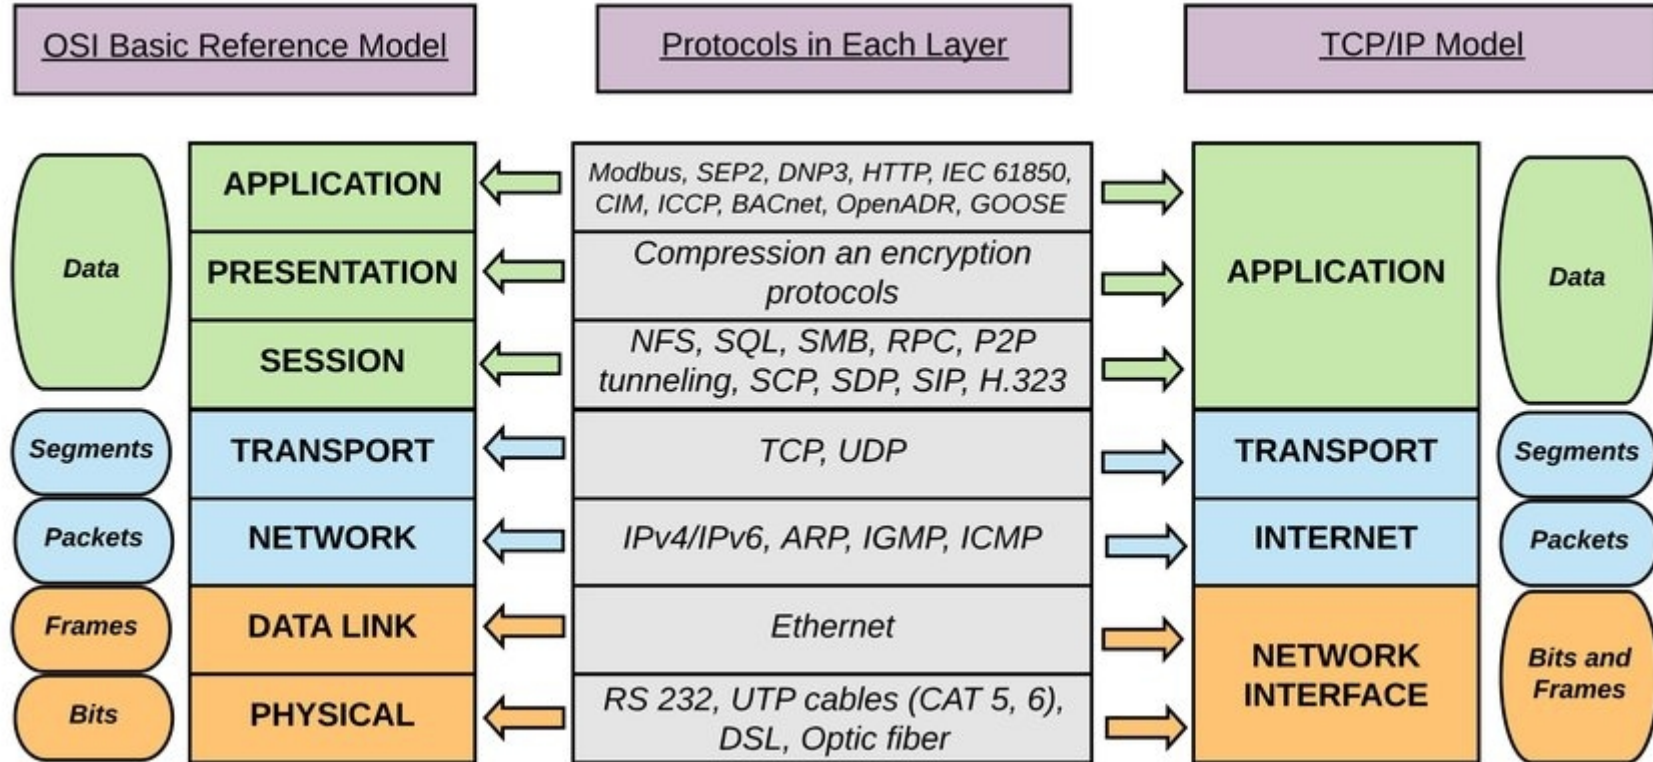 OSI Basic Reference Model
Protocols in Each Layer
TCP/IP Model
Data
APPLICATION
PRESENTATION
SESSION
Segments
TRANSPORT
Packets
NETWORK
Frames
DATA LINK
Bits
PHYSICAL
Modbus, SEP2, DNP3, HTTP, IEC 61850,
CIM, ICCP, BACnet, OpenADR, GOOSE
Compression an encryption
protocols
NFS, SQL, SMB, RPC, P2P
tunneling, SCP, SDP, SIP, H.323
TCP, UDP
IPv4/IPv6, ARP, IGMP, ICMP
Ethernet
RS 232, UTP cables (CAT 5, 6),
DSL, Optic fiber
APPLICATION
Data
TRANSPORT
Segments
INTERNET
Packets
NETWORK
INTERFACE
Bits and
Frames